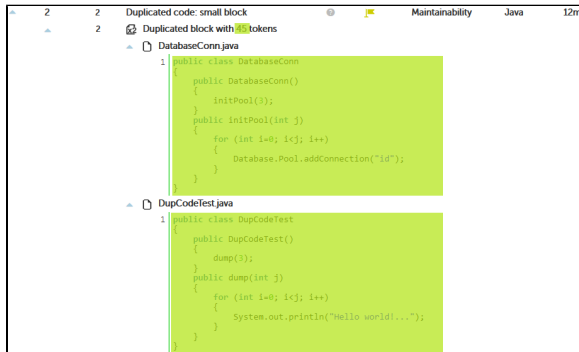 2 2 Duplicated code: small block Maintainability Java 12m
2 Duplicated block with 45 tokens
DatabaseConn.java
1 public class DatabaseConn
{
public DatabaseConn()
{
initPool(3);
}
public initPool(int j)
{
for (int i=0; i<j; i++)
{
Database.Pool.addConnection("id");
}
}
}
DupCodeTest.java
1 public class DupCodeTest
{
public DupCodeTest()
{
dump(3);
}
public dump(int j)
{
for (int i=0; i<j; i++)
{
System.out.println("Hello world!...");
}
}
}